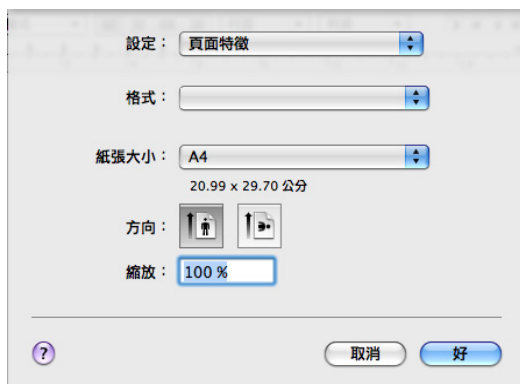 設定： 頁面特徵
格式：
紙張大小： A4
20.99 x 29.70 公分
方向：
縮放： 100 %
? 取消 好